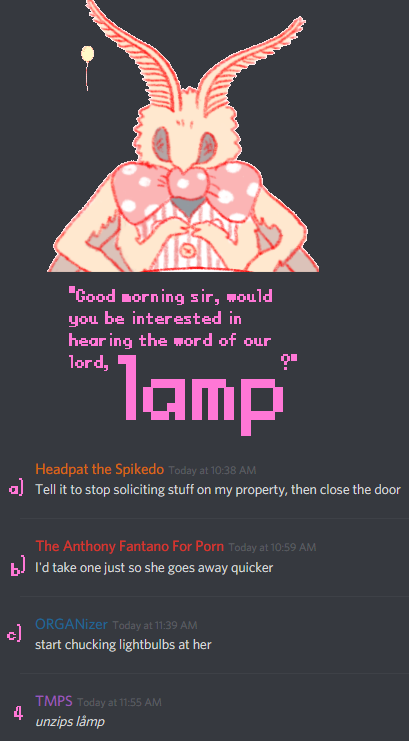 "Good morning sir, would
you be interested in
hearing the word of our
lord, lamp ?"
Headpat the Spikedo Today at 10:38 AM
a) Tell it to stop soliciting stuff on my property, then close the door
The Anthony Fantano For Porn Today at 10:59 AM
b) I'd take one just so she goes away quicker
ORGANizer Today at 11:39 AM
c) start chucking lightbulbs at her
TMPS Today at 11:55 AM
4 unzips låmp